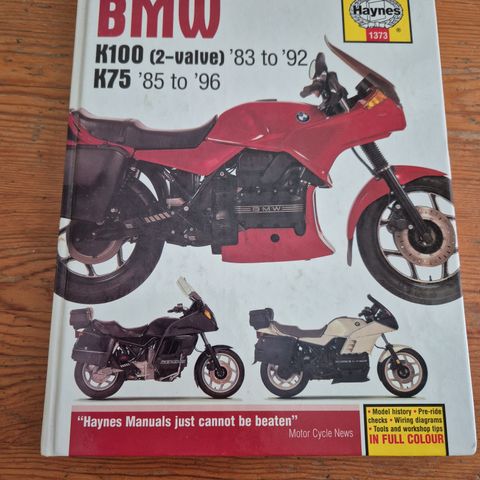 BMW
Haynes
1373
K100 (2-valve) '83 to '92
K75 '85 to '96
BMW
"Haynes Manuals just cannot be beaten"
Motor Cycle News
• Model history • Pre-ride
checks • Wiring diagrams
• Tools and workshop tips
IN FULL COLOUR